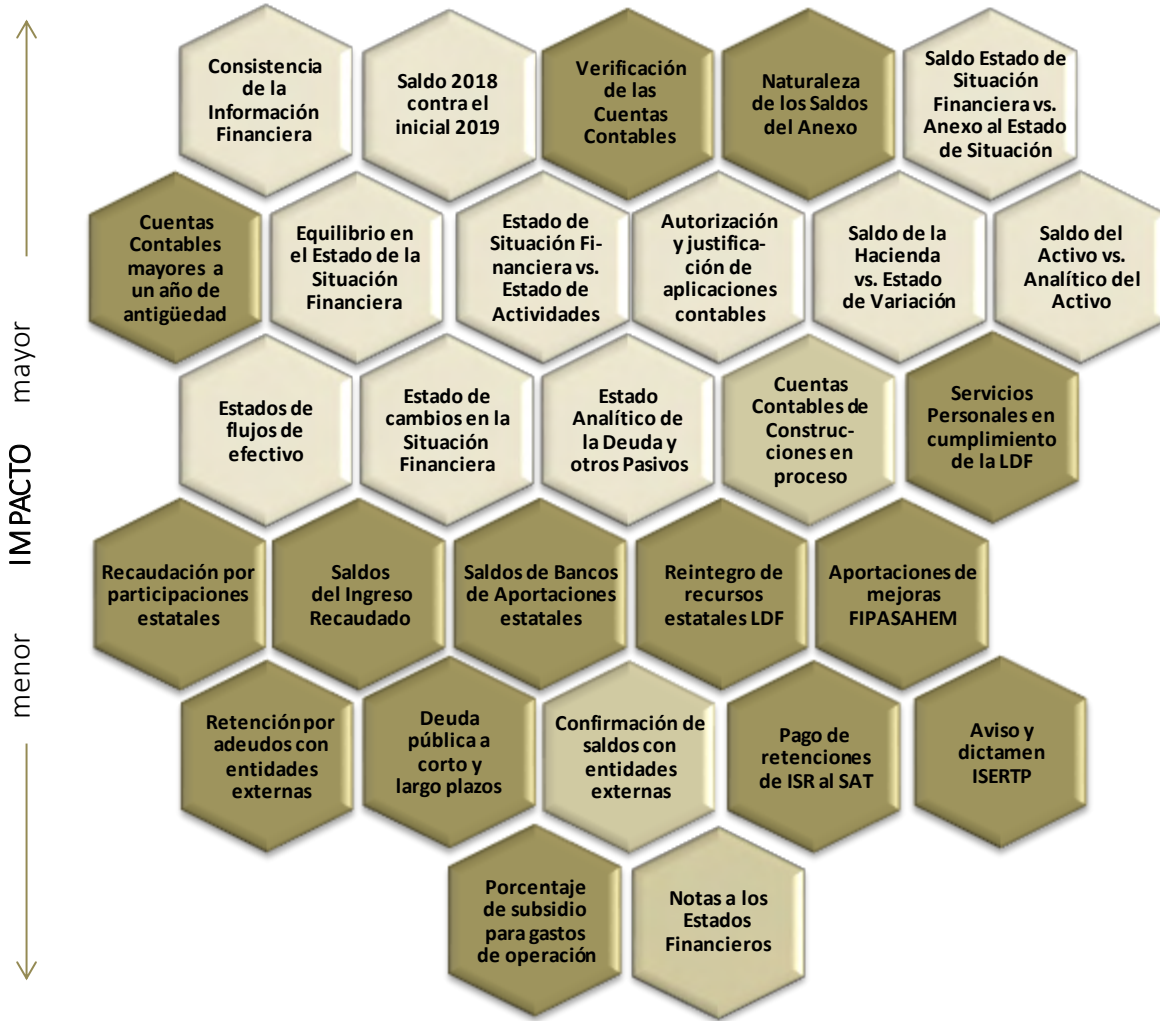 Consistencia
de la
Información
Financiera
Saldo 2018
contra el
inicial 2019
Verificación
de las
Cuentas
Contables
Naturaleza
de los Saldos
del Anexo
Saldo Estado de
Situación
Financiera vs.
Anexo al Estado
de Situación
Cuentas
Contables
mayores a
un año de
antigüedad
Equilibrio en
el Estado de la
Situación
Financiera
Estado de
Situación Fi-
nanciera vs.
Estado de
Actividades
Autorización
y justifica-
ción de
aplicaciones
contables
Saldo de la
Hacienda
vs. Estado
de Variación
Saldo del
Activo vs.
Analítico del
Activo
Estados de
flujos de
efectivo
Estado de
cambios en la
Situación
Financiera
Estado
Analítico de
la Deuda y
otros Pasivos
Cuentas
Contables de
Construc-
ciones en
proceso
Servicios
Personales en
cumplimiento
de la LDF
Recaudación por
participaciones
estatales
Saldos
del Ingreso
Recaudado
Saldos de Bancos
de Aportaciones
estatales
Reintegro de
recursos
estatales LDF
Aportaciones de
mejoras
FIPASAHEM
Retención por
adeudos con
entidades
externas
Deuda
pública a
corto y
largo plazos
Confirmación de
saldos con
entidades
externas
Pago de
retenciones
de ISR al SAT
Aviso y
dictamen
ISERTP
Porcentaje
de subsidio
para gastos
de operación
Notas a los
Estados
Financieros
menor IMPACTO mayor